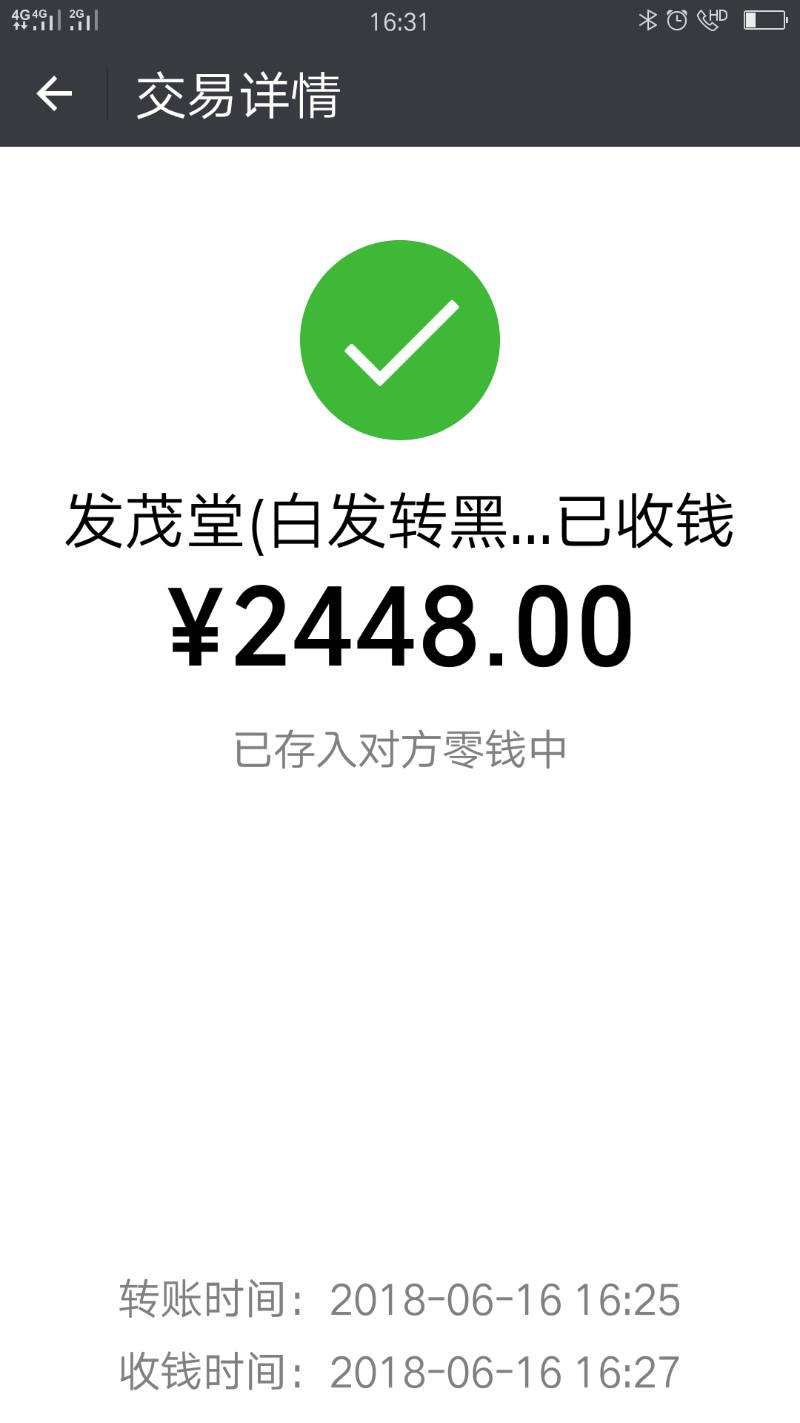 4G 4G 2G 16:31 HD
交易详情
发茂堂(白发转黑...已收钱
¥2448.00
已存入对方零钱中
转账时间：2018-06-16 16:25
收钱时间：2018-06-16 16:27